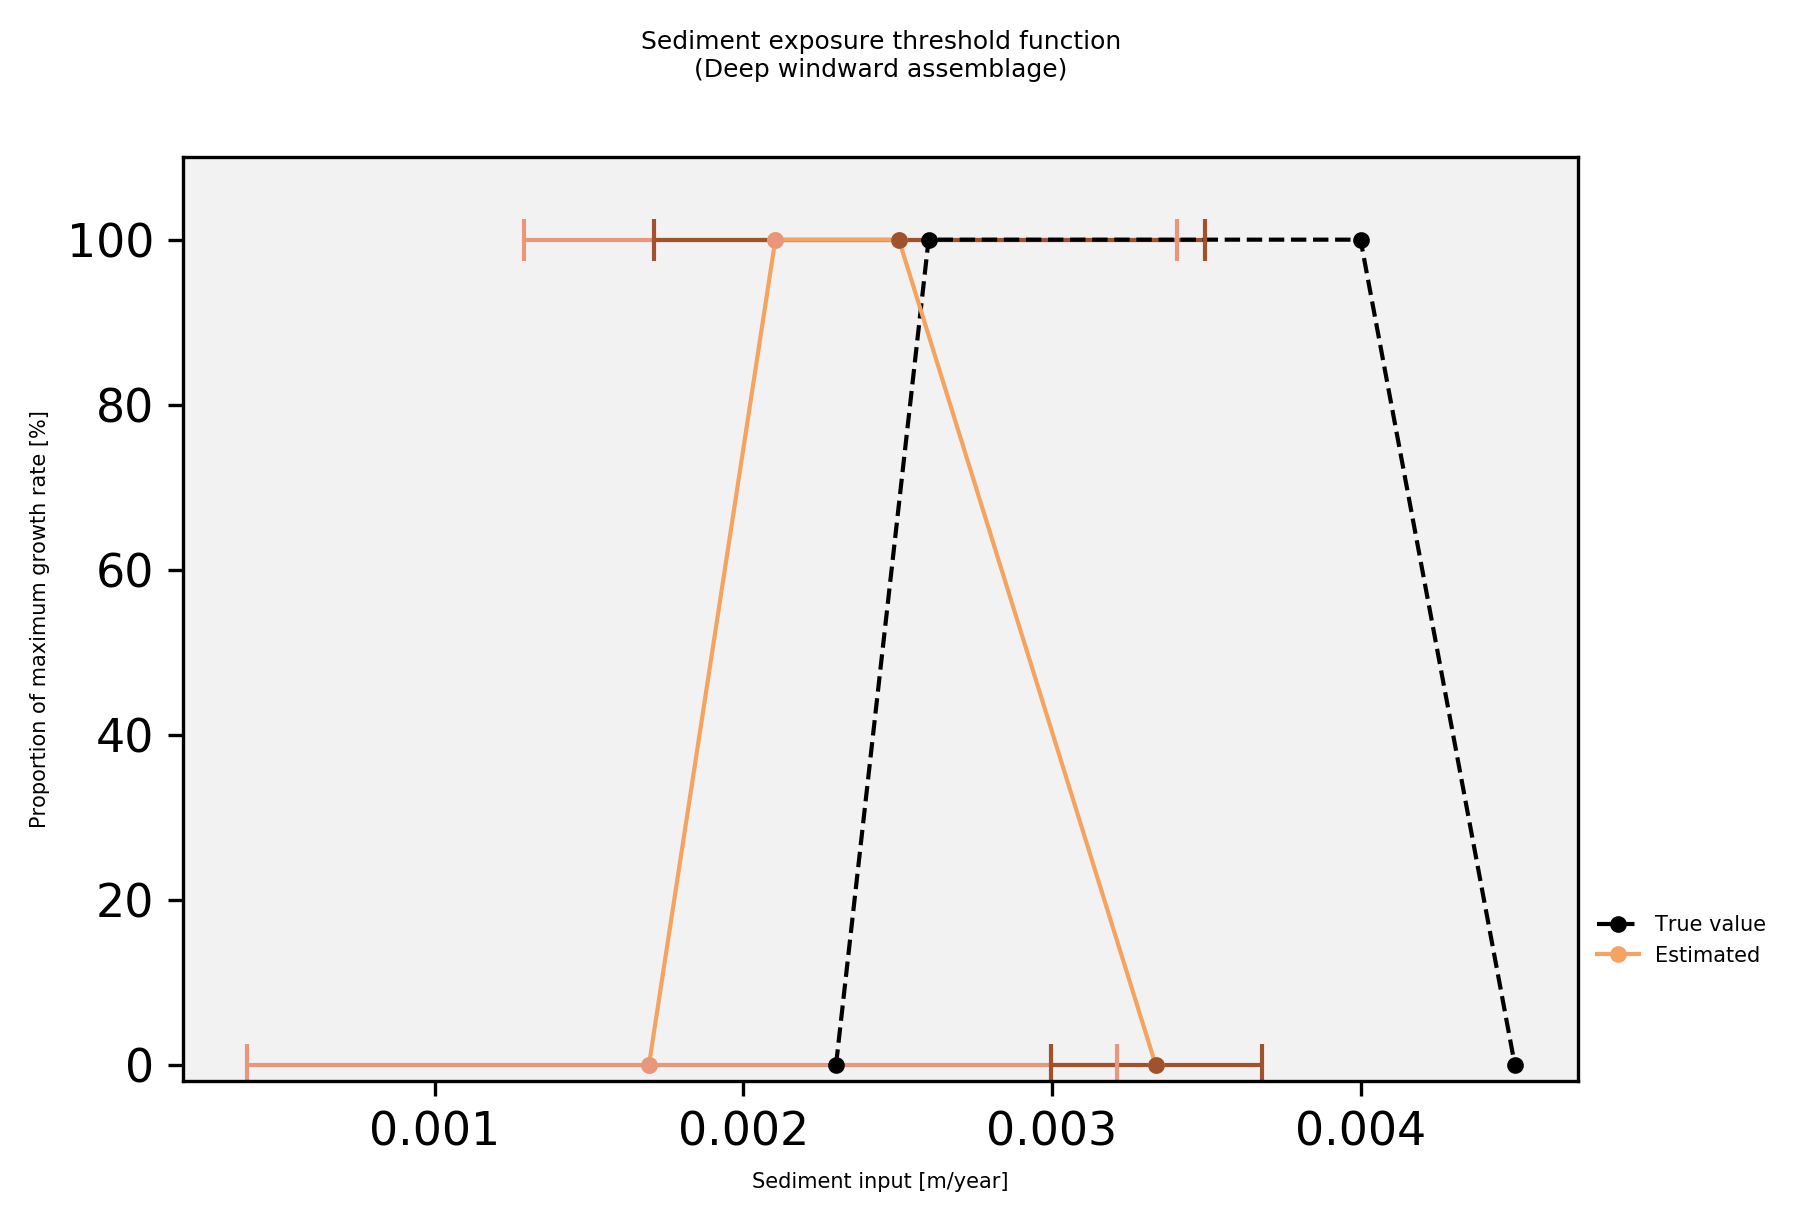 Sediment exposure threshold function
(Deep windward assemblage)
100
80
60
40
20
0
Proportion of maximum growth rate [%]
0.001
0.002
0.003
0.004
Sediment input [m/year]
True value
Estimated